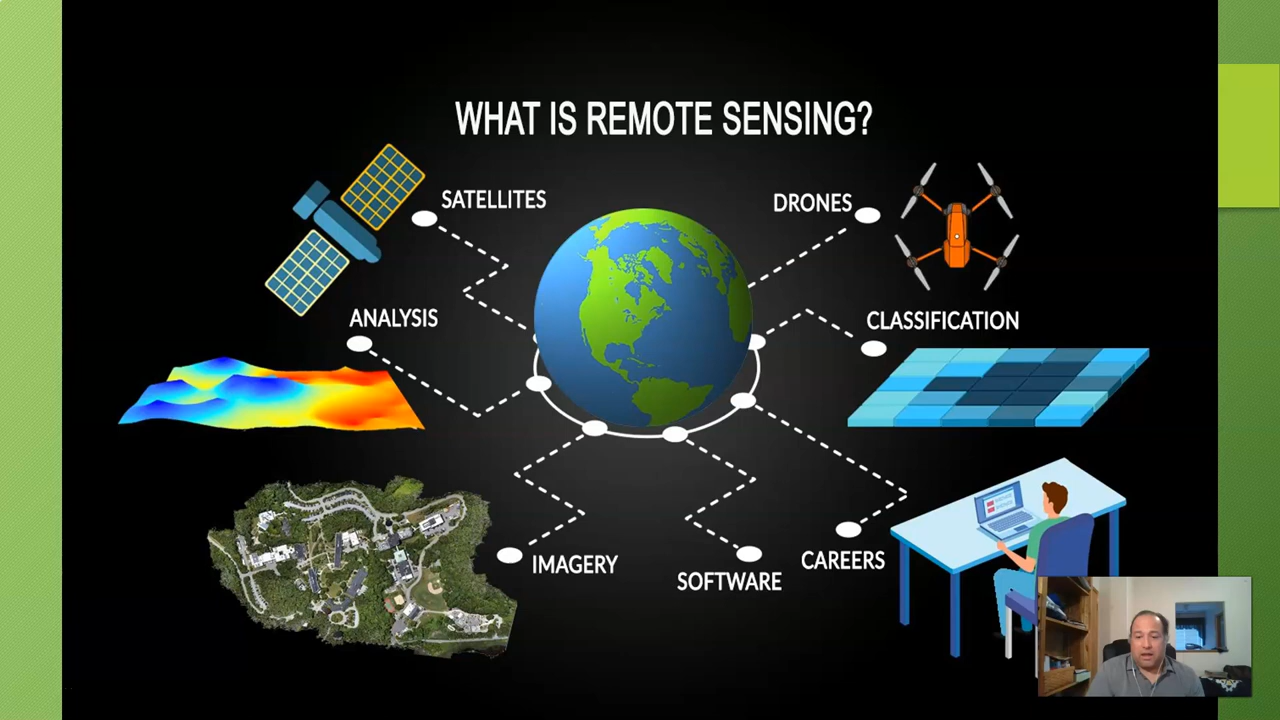 WHAT IS REMOTE SENSING?
SATELLITES
DRONES
ANALYSIS
CLASSIFICATION
IMAGERY
SOFTWARE
CAREERS